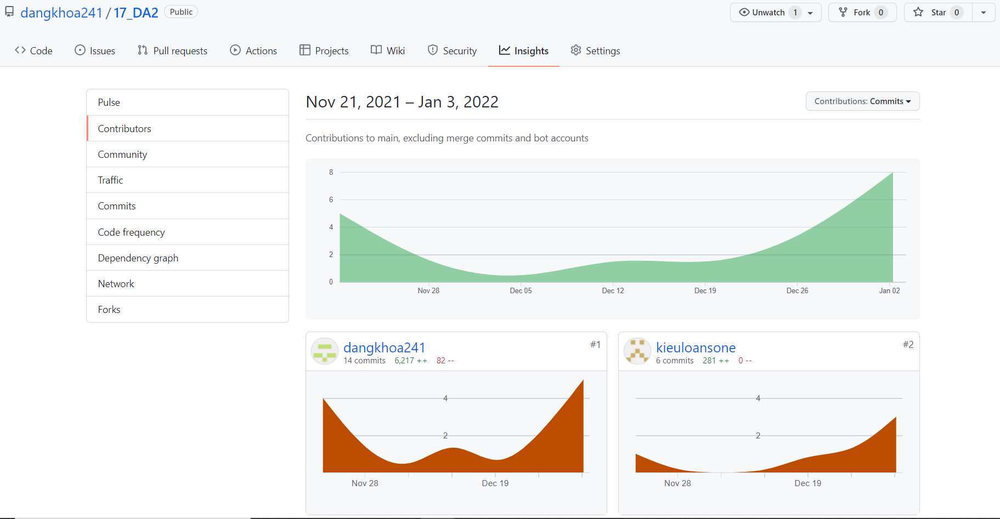 dangkhoa241 / 17_DA2 Public Unwatch 1 Fork 0 Star 0
Code Issues Pull requests Actions Projects Wiki Security Insights Settings
Pulse
Contributors
Community
Traffic
Commits
Code frequency
Dependency graph
Network
Forks
Nov 21, 2021 – Jan 3, 2022
Contributions: Commits
Contributions to main, excluding merge commits and bot accounts
8
6
4
2
0
Nov 28 Dec 05 Dec 12 Dec 19 Dec 26 Jan 02
dangkhoa241 #1
14 commits 6,217 ++ 82 --
4
2
Nov 28 Dec 19
kieuloansone #2
6 commits 281 ++ 0 --
4
2
Nov 28 Dec 19